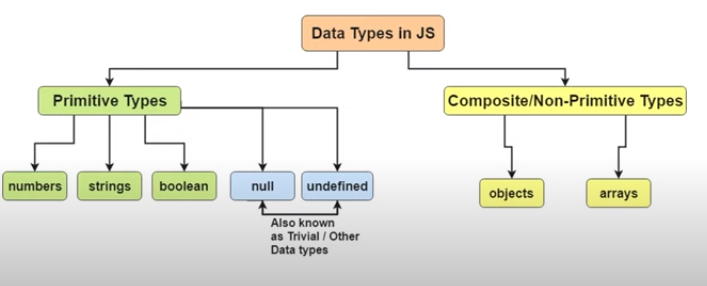 Data Types in JS
Primitive Types
Composite/Non-Primitive Types
numbers
strings
boolean
null
undefined
objects
arrays
Also known
as Trivial / Other
Data types